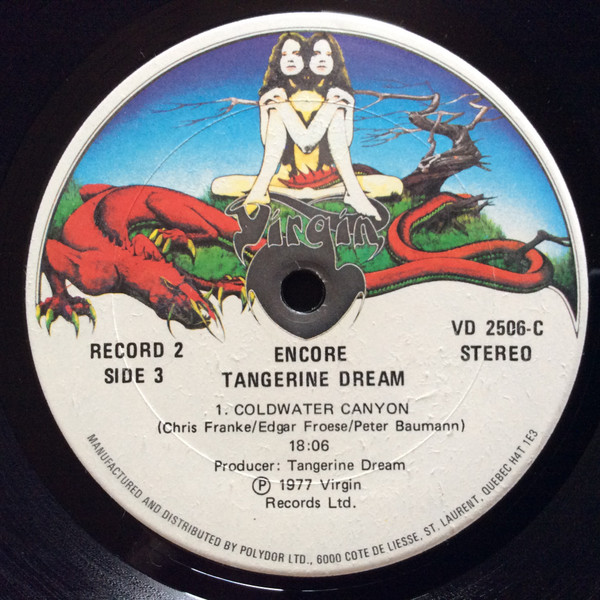 Virgin
RECORD 2
SIDE 3
ENCORE
TANGERINE DREAM
VD 2506-C
STEREO
1. COLDWATER CANYON
(Chris Franke/Edgar Froese/Peter Baumann)
18:06
Producer: Tangerine Dream
Ⓟ 1977 Virgin
Records Ltd.
MANUFACTURED AND DISTRIBUTED BY POLYDOR LTD., 6000 COTE DE LIESSE, ST. LAURENT, QUEBEC H4T 1E3